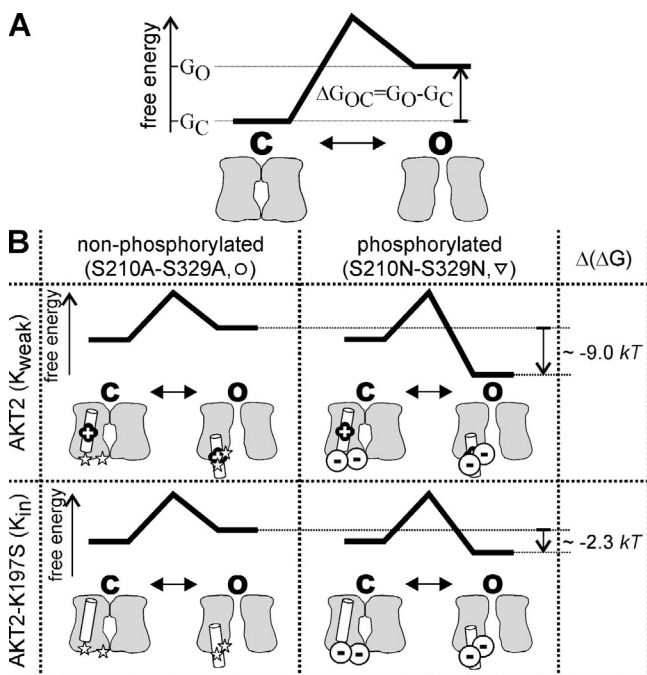 A
free energy
G_O
G_C
ΔG_OC=G_O-G_C
C O
B
non-phosphorylated
(S210A-S329A, ○)
phosphorylated
(S210N-S329N, ▽)
Δ(ΔG)
AKT2 (K_weak)
free energy
~ -9.0 kT
C O
C O
+
+
+
- -
- -
AKT2-K197S (K_in)
free energy
~ -2.3 kT
C O
C O
- -
- -